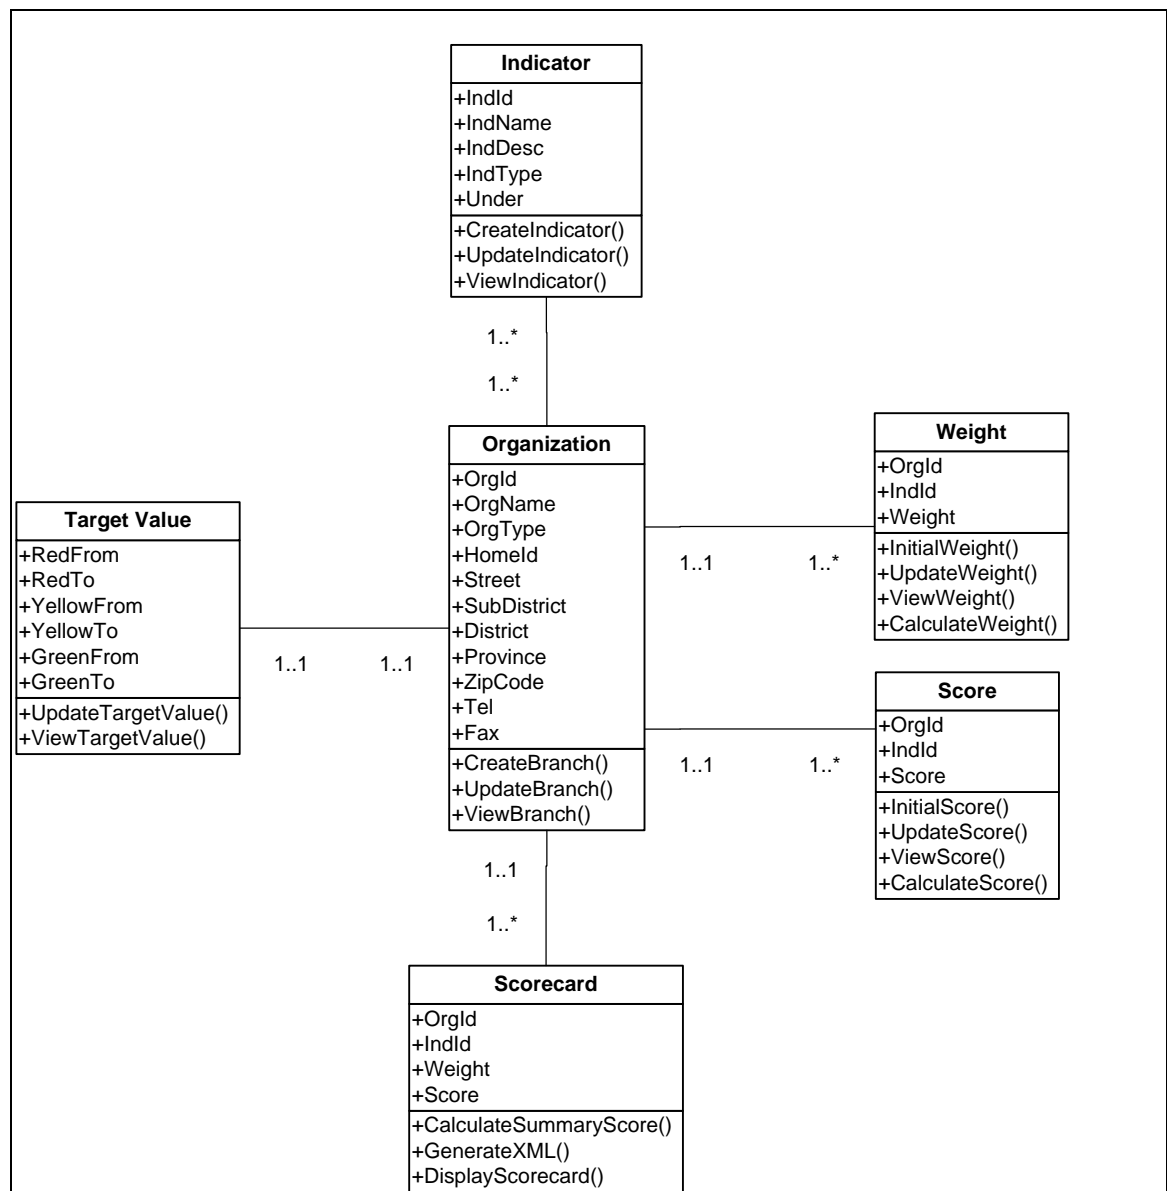 Indicator
+IndId
+IndName
+IndDesc
+IndType
+Under
+CreateIndicator()
+UpdateIndicator()
+ViewIndicator()
1..*
1..*
Organization
+OrgId
+OrgName
+OrgType
+HomeId
+Street
+SubDistrict
+District
+Province
+ZipCode
+Tel
+Fax
+CreateBranch()
+UpdateBranch()
+ViewBranch()
Target Value
+RedFrom
+RedTo
+YellowFrom
+YellowTo
+GreenFrom
+GreenTo
+UpdateTargetValue()
+ViewTargetValue()
1..1
1..1
Weight
+OrgId
+IndId
+Weight
+InitialWeight()
+UpdateWeight()
+ViewWeight()
+CalculateWeight()
1..1
1..*
Score
+OrgId
+IndId
+Score
+InitialScore()
+UpdateScore()
+ViewScore()
+CalculateScore()
1..1
1..*
1..1
1..*
Scorecard
+OrgId
+IndId
+Weight
+Score
+CalculateSummaryScore()
+GenerateXML()
+DisplayScorecard()